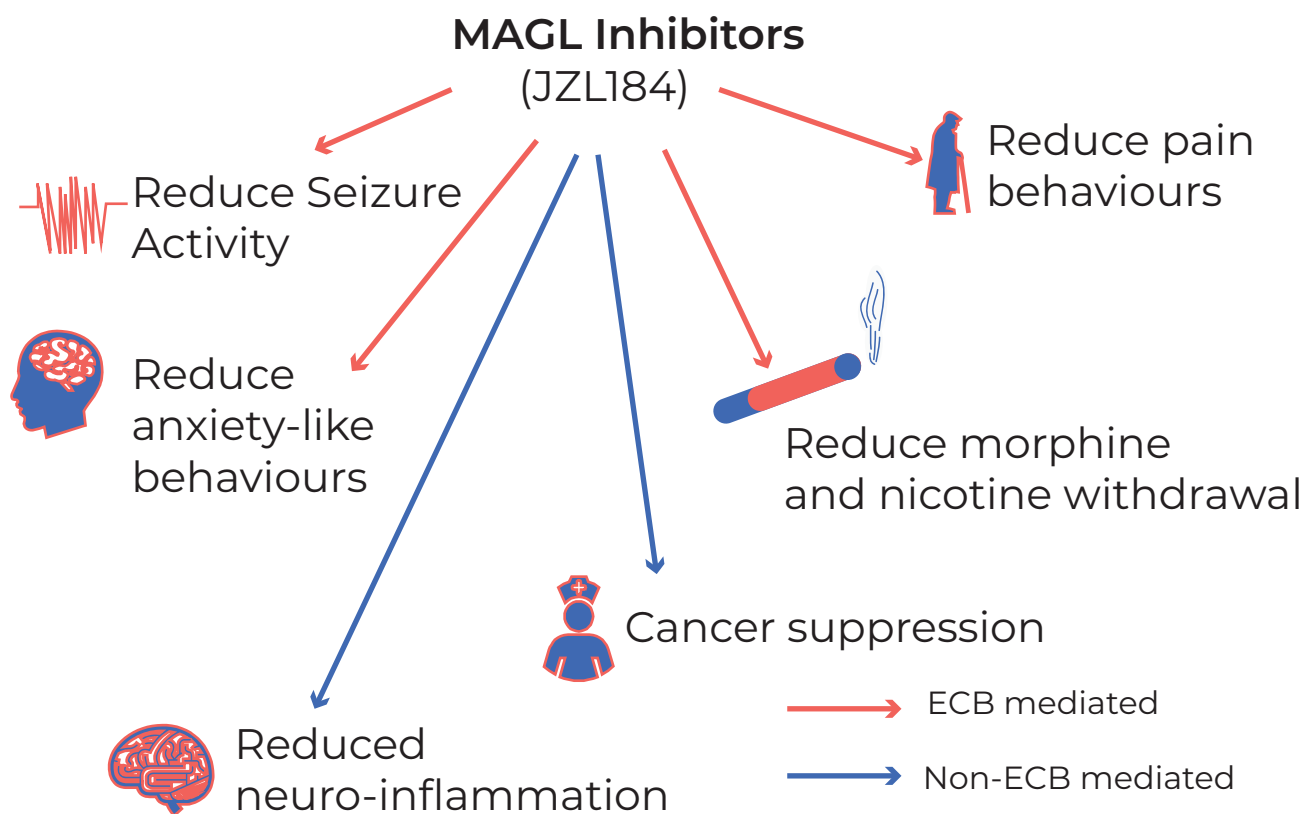 MAGL Inhibitors
(JZL184)
Reduce Seizure
Activity
Reduce pain
behaviours
Reduce
anxiety-like
behaviours
Reduce morphine
and nicotine withdrawal
Cancer suppression
Reduced
neuro-inflammation
ECB mediated
Non-ECB mediated